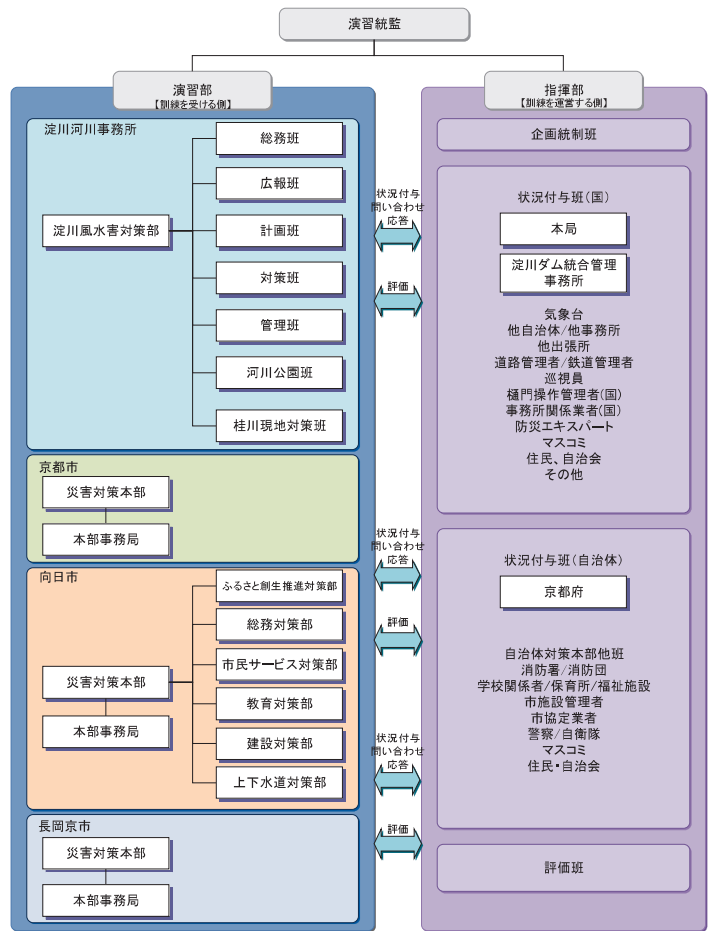 演習統監
演習部
【訓練を受ける側】
淀川河川事務所
淀川風水害対策部
総務班
広報班
計画班
対策班
管理班
河川公園班
桂川現地対策班
京都市
災害対策本部
本部事務局
向日市
災害対策本部
本部事務局
ふるさと創生推進対策部
総務対策部
市民サービス対策部
教育対策部
建設対策部
上下水道対策部
長岡京市
災害対策本部
本部事務局
状況付与
問い合わせ
応答
評価
状況付与
問い合わせ
応答
評価
状況付与
問い合わせ
応答
評価
指揮部
【訓練を運営する側】
企画統制班
状況付与班(国)
本局
淀川ダム統合管理
事務所
気象台
他自治体/他事務所
他出張所
道路管理者/鉄道管理者
巡視員
樋門操作管理者(国)
事務所関係業者(国)
防災エキスパート
マスコミ
住民、自治会
その他
状況付与班(自治体)
京都府
自治体対策本部他班
消防署/消防団
学校関係者/保育所/福祉施設
市施設管理者
市協定業者
警察/自衛隊
マスコミ
住民・自治会
評価班